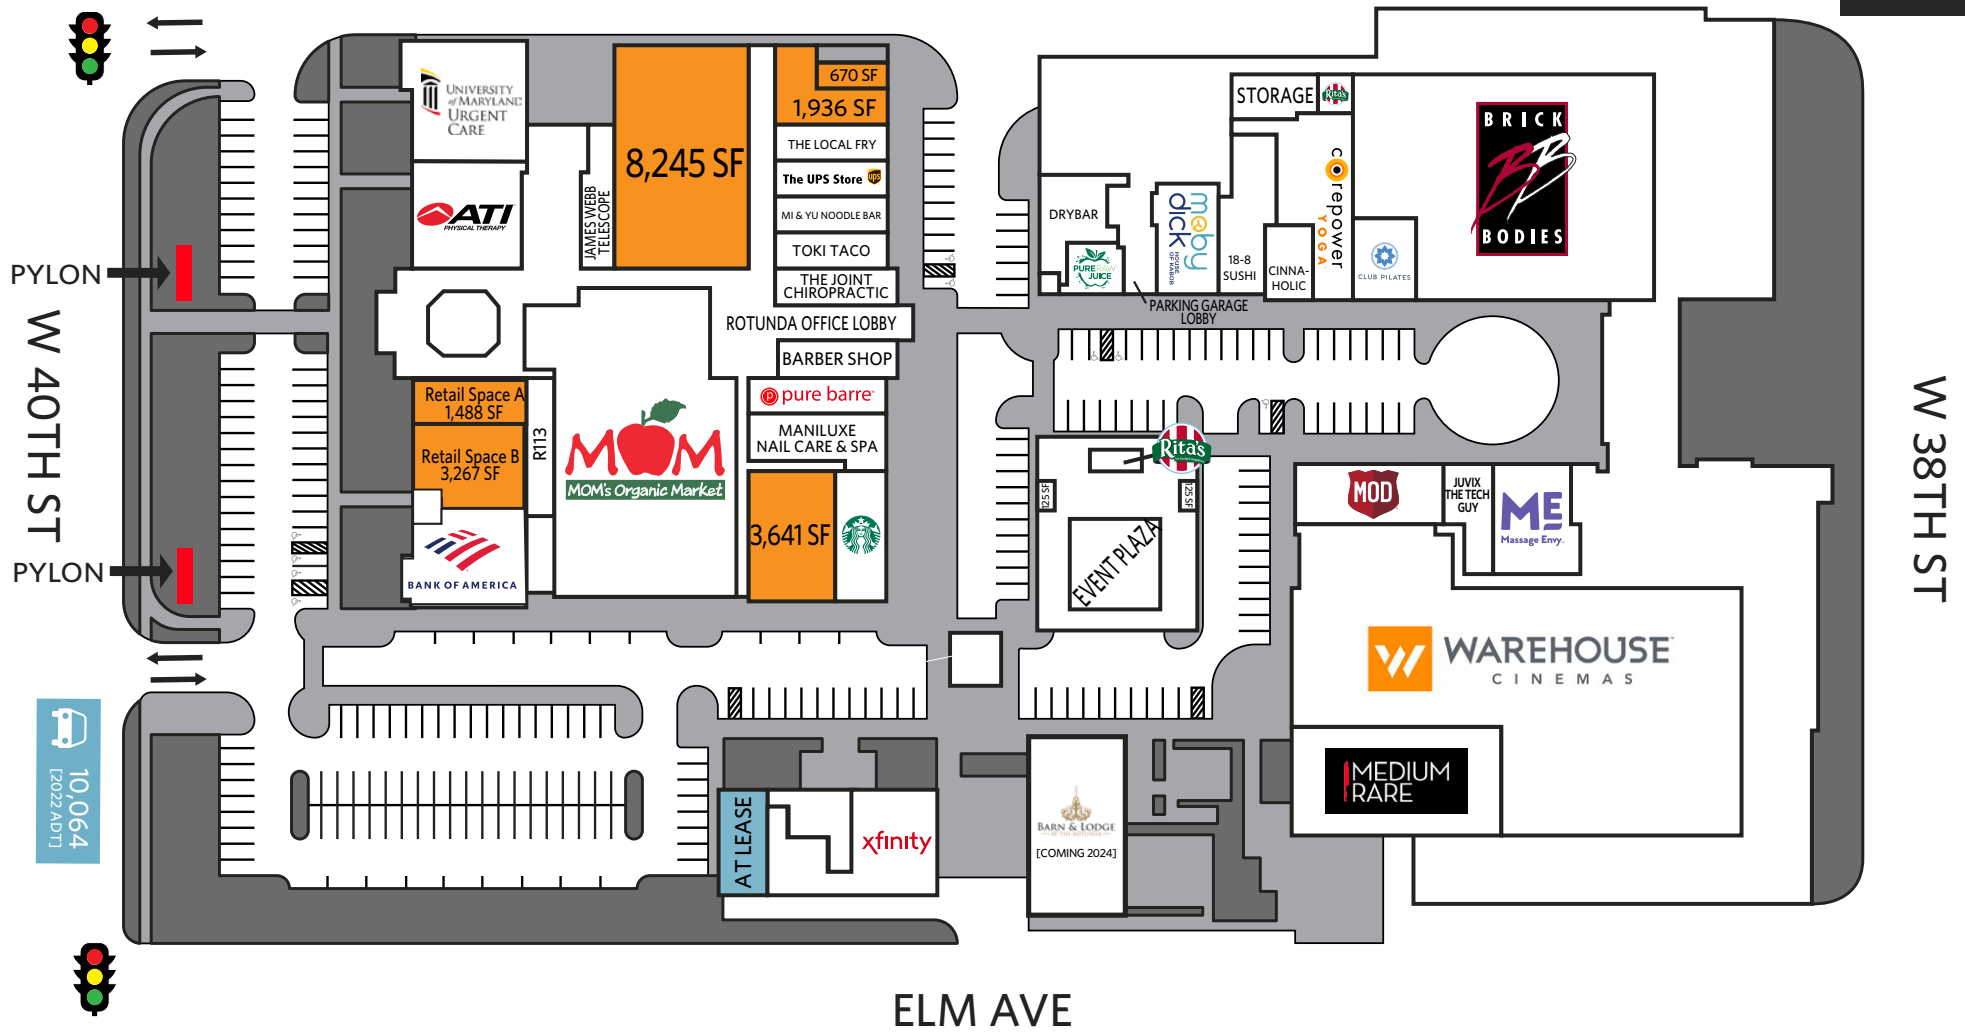 UNIVERSITY
of MARYLAND
URGENT
CARE
ATI
PHYSICAL THERAPY
JAMES WEBB
TELESCOPE
8,245 SF
670 SF
1,936 SF
THE LOCAL FRY
The UPS Store
ups
MI & YU NOODLE BAR
TOKI TACO
THE JOINT
CHIROPRACTIC
ROTUNDA OFFICE LOBBY
BARBER SHOP
pure barre
MANILUXE
NAIL CARE & SPA
3,641 SF
Retail Space A
1,488 SF
Retail Space B
3,267 SF
R113
MOM
MOM's Organic Market
BANK OF AMERICA
PYLON
PYLON
W 40TH ST
10,064
[2022 ADT]
STORAGE
Rita's
BRICK
BB
BODIES
corepower
YOGA
DRYBAR
PURE RAW
JUICE
moby
dick
HOUSE
OF KABOB
18-8
SUSHI
CINNA-
HOLIC
CLUB PILATES
PARKING GARAGE
LOBBY
Rita's
125 SF
125 SF
EVENT PLAZA
MOD
JUVIX
THE TECH
GUY
ME
Massage Envy
WAREHOUSE
CINEMAS
MEDIUM
RARE
W 38TH ST
AT LEASE
xfinity
BARN & LODGE
[COMING 2024]
ELM AVE